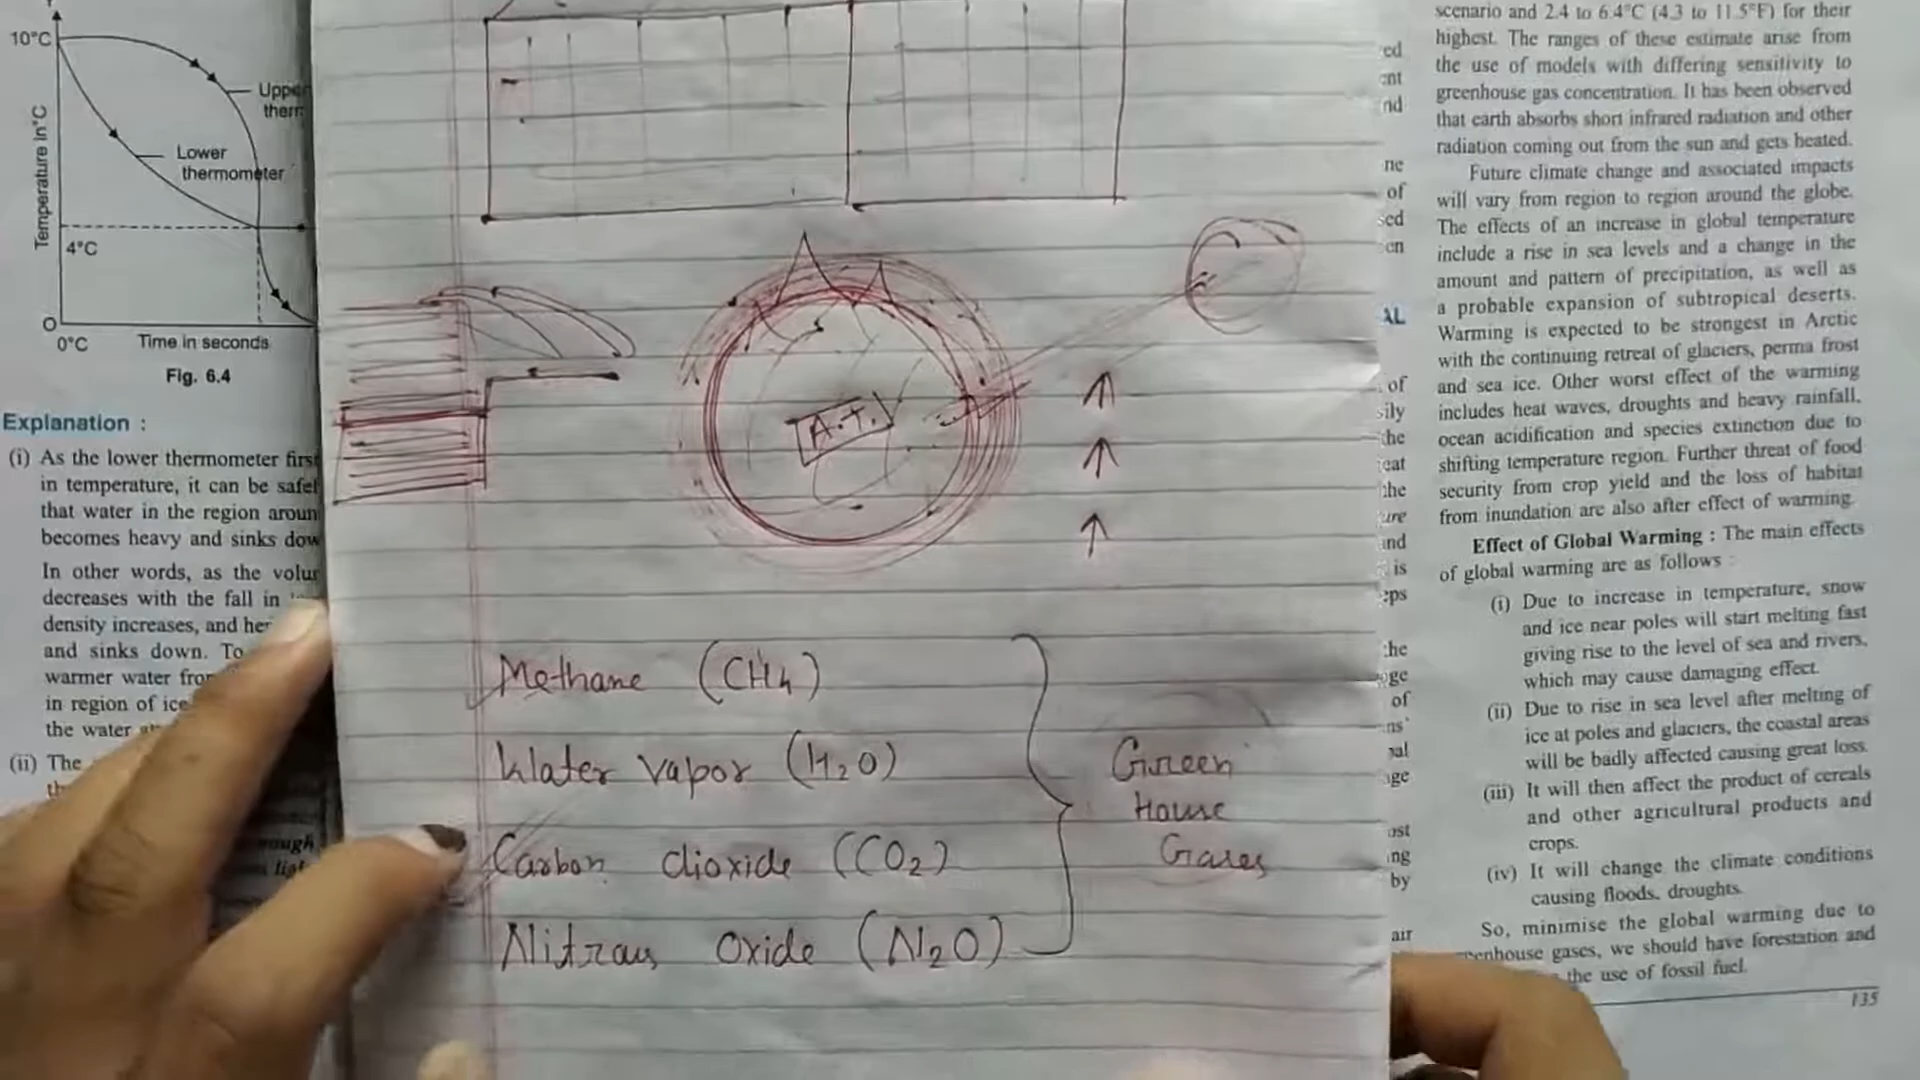 10°C
Upper
Lower
thermometer
Temperature in°C
4°C
O
0°C
Time in seconds
Fig. 6.4
Explanation :
(i) As the lower thermometer first
in temperature, it can be
that water in the region
becomes heavy and sinks
In other words, as the
decreases with the fall in
density increases, and
and sinks down. To
warmer water
in region of ice
the water
(ii) The
A.T.
Methane (CH4)
Water vapor (H2O)
Carbon dioxide (CO2)
Nitrous Oxide (N2O)
Green
House
Gases
scenario and 2.4 to 6.4°C (4.3 to 11.5°F) for their
highest. The ranges of these estimate arise from
the use of models with differing sensitivity to
greenhouse gas concentration. It has been observed
that earth absorbs short infrared radiation and other
radiation coming out from the sun and gets heated.
Future climate change and associated impacts
will vary from region to region around the globe.
The effects of an increase in global temperature
include a rise in sea levels and a change in the
amount and pattern of precipitation, as well as
a probable expansion of subtropical deserts.
Warming is expected to be strongest in Arctic
with the continuing retreat of glaciers, perma frost
and sea ice. Other worst effect of the warming
includes heat waves, droughts and heavy rainfall,
ocean acidification and species extinction due to
shifting temperature region. Further threat of food
security from crop yield and the loss of habitat
from inundation are also after effect of warming.
Effect of Global Warming : The main effects
of global warming are as follows :
(i) Due to increase in temperature, snow
and ice near poles will start melting fast
giving rise to the level of sea and rivers,
which may cause damaging effect.
(ii) Due to rise in sea level after melting of
ice at poles and glaciers, the coastal areas
will be badly affected causing great loss.
(iii) It will then affect the product of cereals
and other agricultural products and
crops.
(iv) It will change the climate conditions
causing floods, droughts.
So, minimise the global warming due to
gases, we should have forestation and
the use of fossil fuel.
135